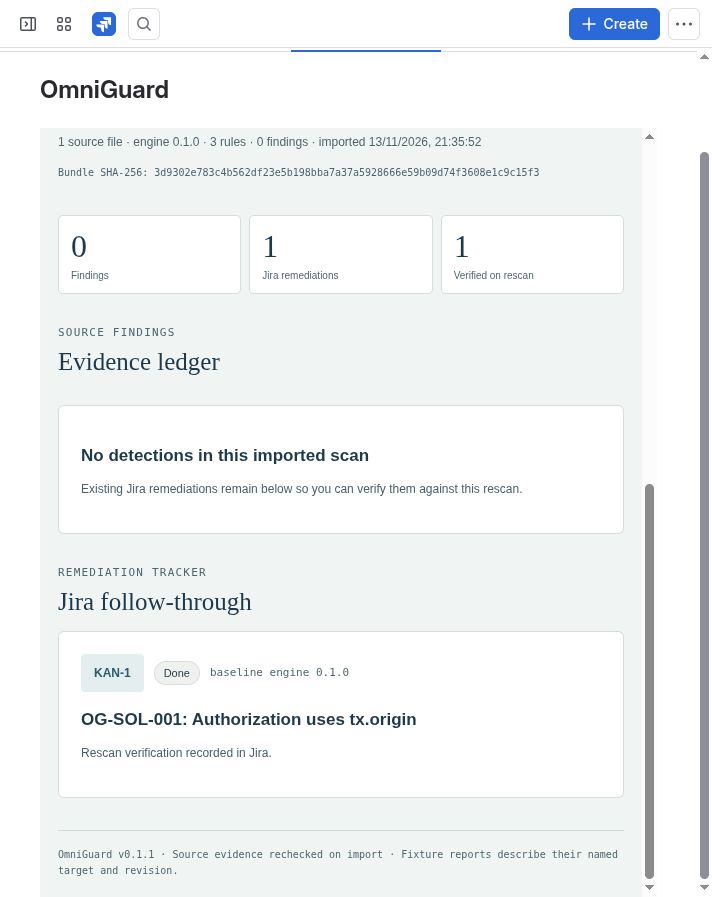 Create
OmniGuard
1 source file · engine 0.1.0 · 3 rules · 0 findings · imported 13/11/2026, 21:35:52
Bundle SHA-256: 3d9302e783c4b562df23e5b198bba7a37a5928666e59b09d74f3608e1c9c15f3
0
Findings
1
Jira remediations
1
Verified on rescan
SOURCE FINDINGS
Evidence ledger
No detections in this imported scan
Existing Jira remediations remain below so you can verify them against this rescan.
REMEDIATION TRACKER
Jira follow-through
KAN-1 Done baseline engine 0.1.0
OG-SOL-001: Authorization uses tx.origin
Rescan verification recorded in Jira.
OmniGuard v0.1.1 · Source evidence rechecked on import · Fixture reports describe their named
target and revision.